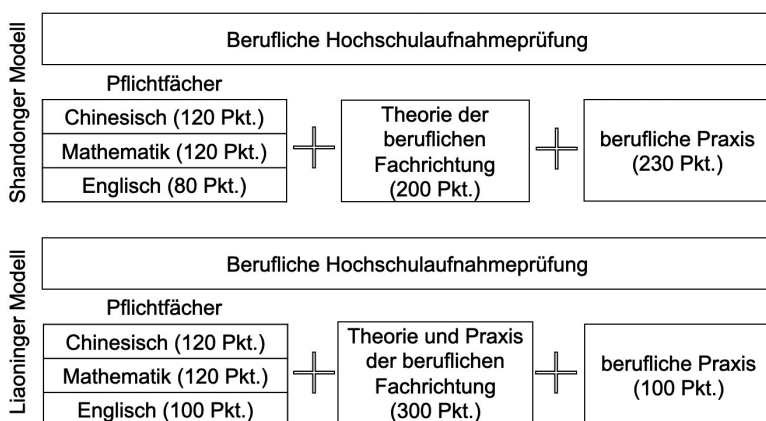 Shandonger Modell
Berufliche Hochschulaufnahmeprüfung
Pflichtfächer
Chinesisch (120 Pkt.)
Mathematik (120 Pkt.)
Englisch (80 Pkt.)
Theorie der
beruflichen
Fachrichtung
(200 Pkt.)
berufliche Praxis
(230 Pkt.)
Liaoninger Modell
Berufliche Hochschulaufnahmeprüfung
Pflichtfächer
Chinesisch (120 Pkt.)
Mathematik (120 Pkt.)
Englisch (100 Pkt.)
Theorie und Praxis
der beruflichen
Fachrichtung
(300 Pkt.)
berufliche Praxis
(100 Pkt.)